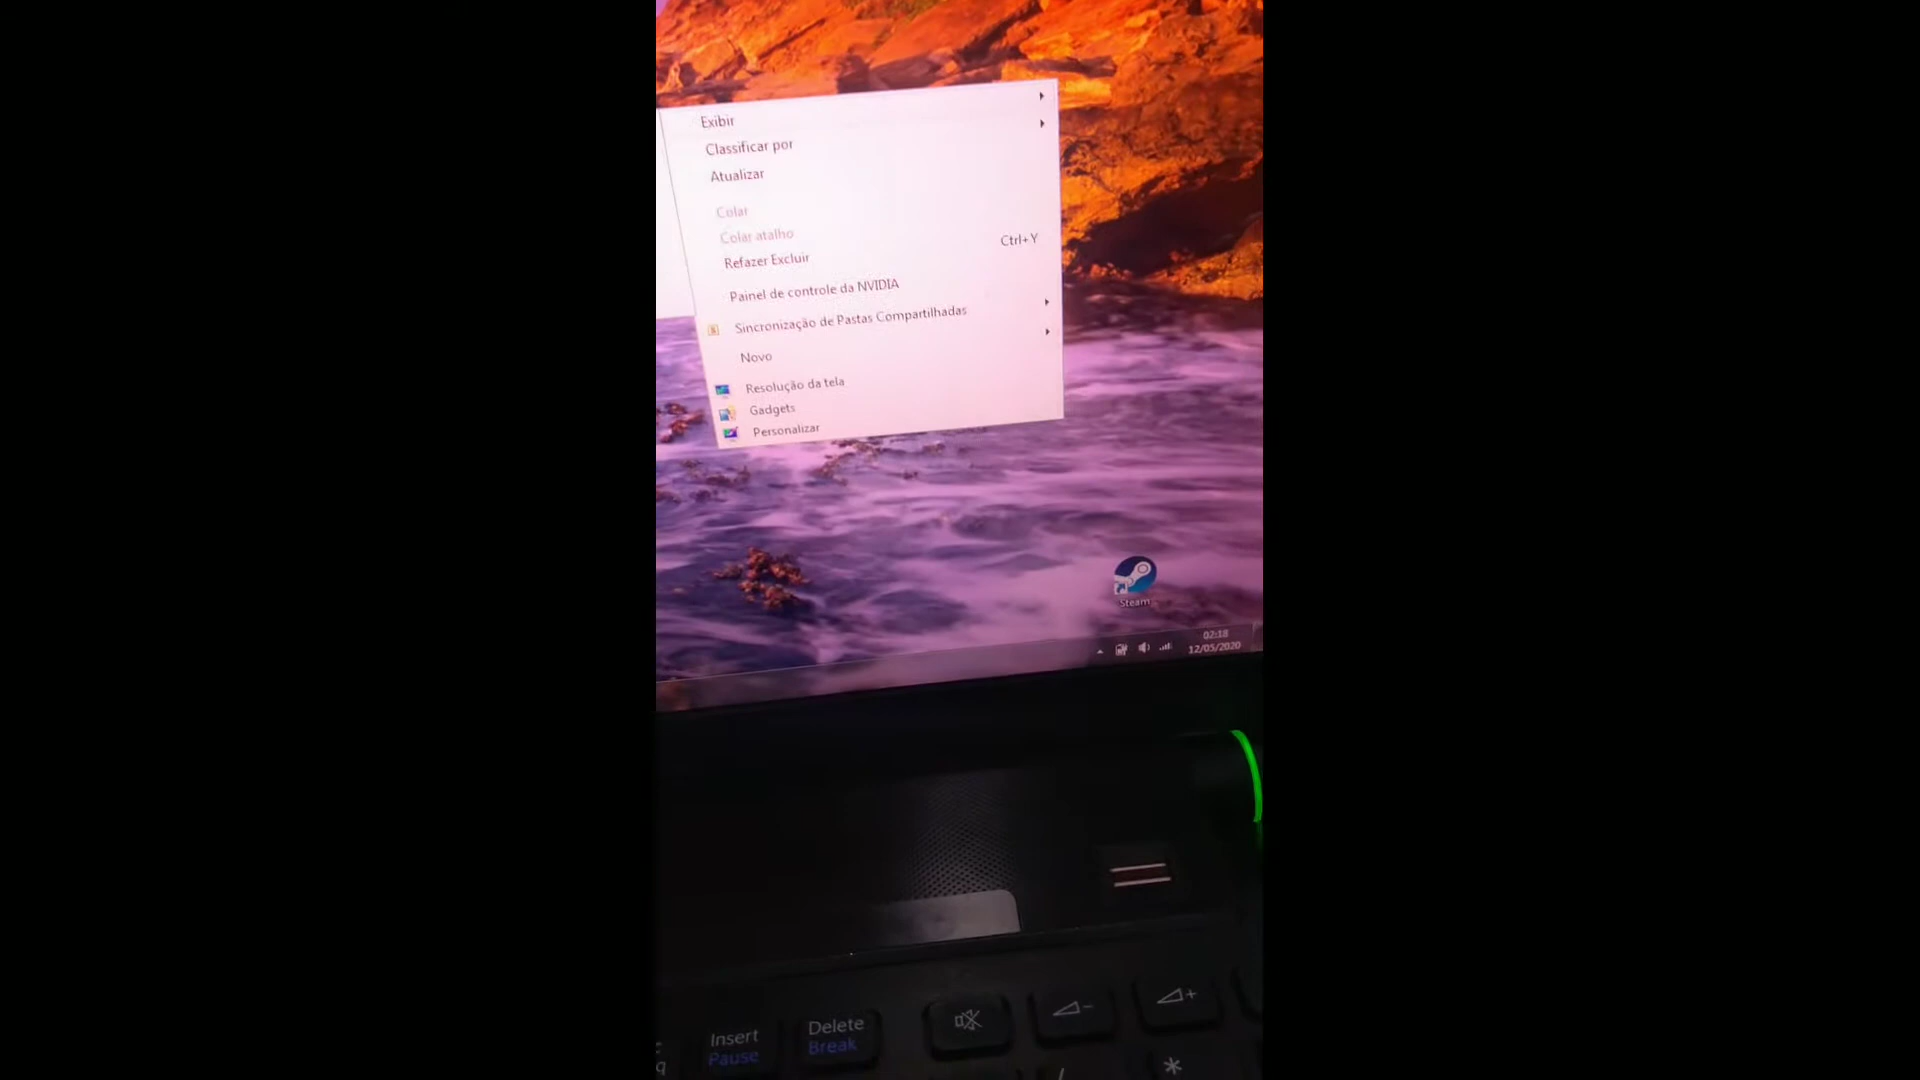 Exibir
Classificar por
Atualizar
Colar
Colar atalho
Refazer Excluir Ctrl+Y
Painel de controle da NVIDIA
Sincronização de Pastas Compartilhadas
Novo
Resolução da tela
Gadgets
Personalizar
Steam
02:18
12/05/2020
Insert
Pause
Delete
Break
/
*